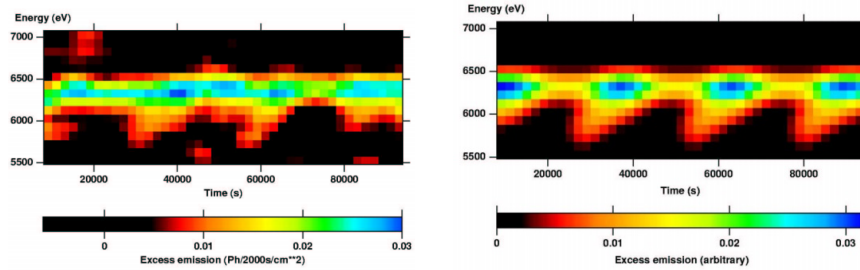 Energy (eV)
7000
6500
6000
5500
20000 40000 60000 80000
Time (s)
0 0.01 0.02 0.03
Excess emission (Ph/2000s/cm**2)
Energy (eV)
7000
6500
6000
5500
20000 40000 60000 80000
Time (s)
0 0.01 0.02 0.03
Excess emission (arbitrary)